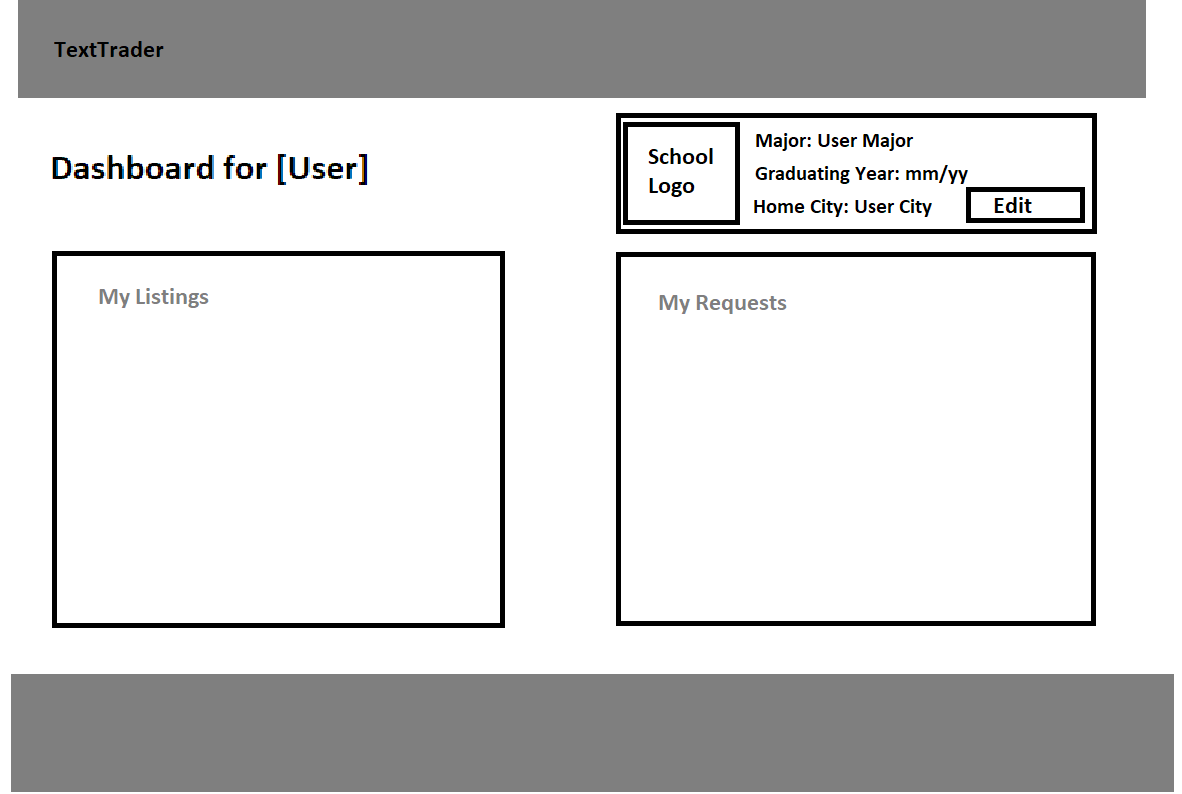 TextTrader
Dashboard for [User]
School
Logo
Major: User Major
Graduating Year: mm/yy
Home City: User City
Edit
My Listings
My Requests